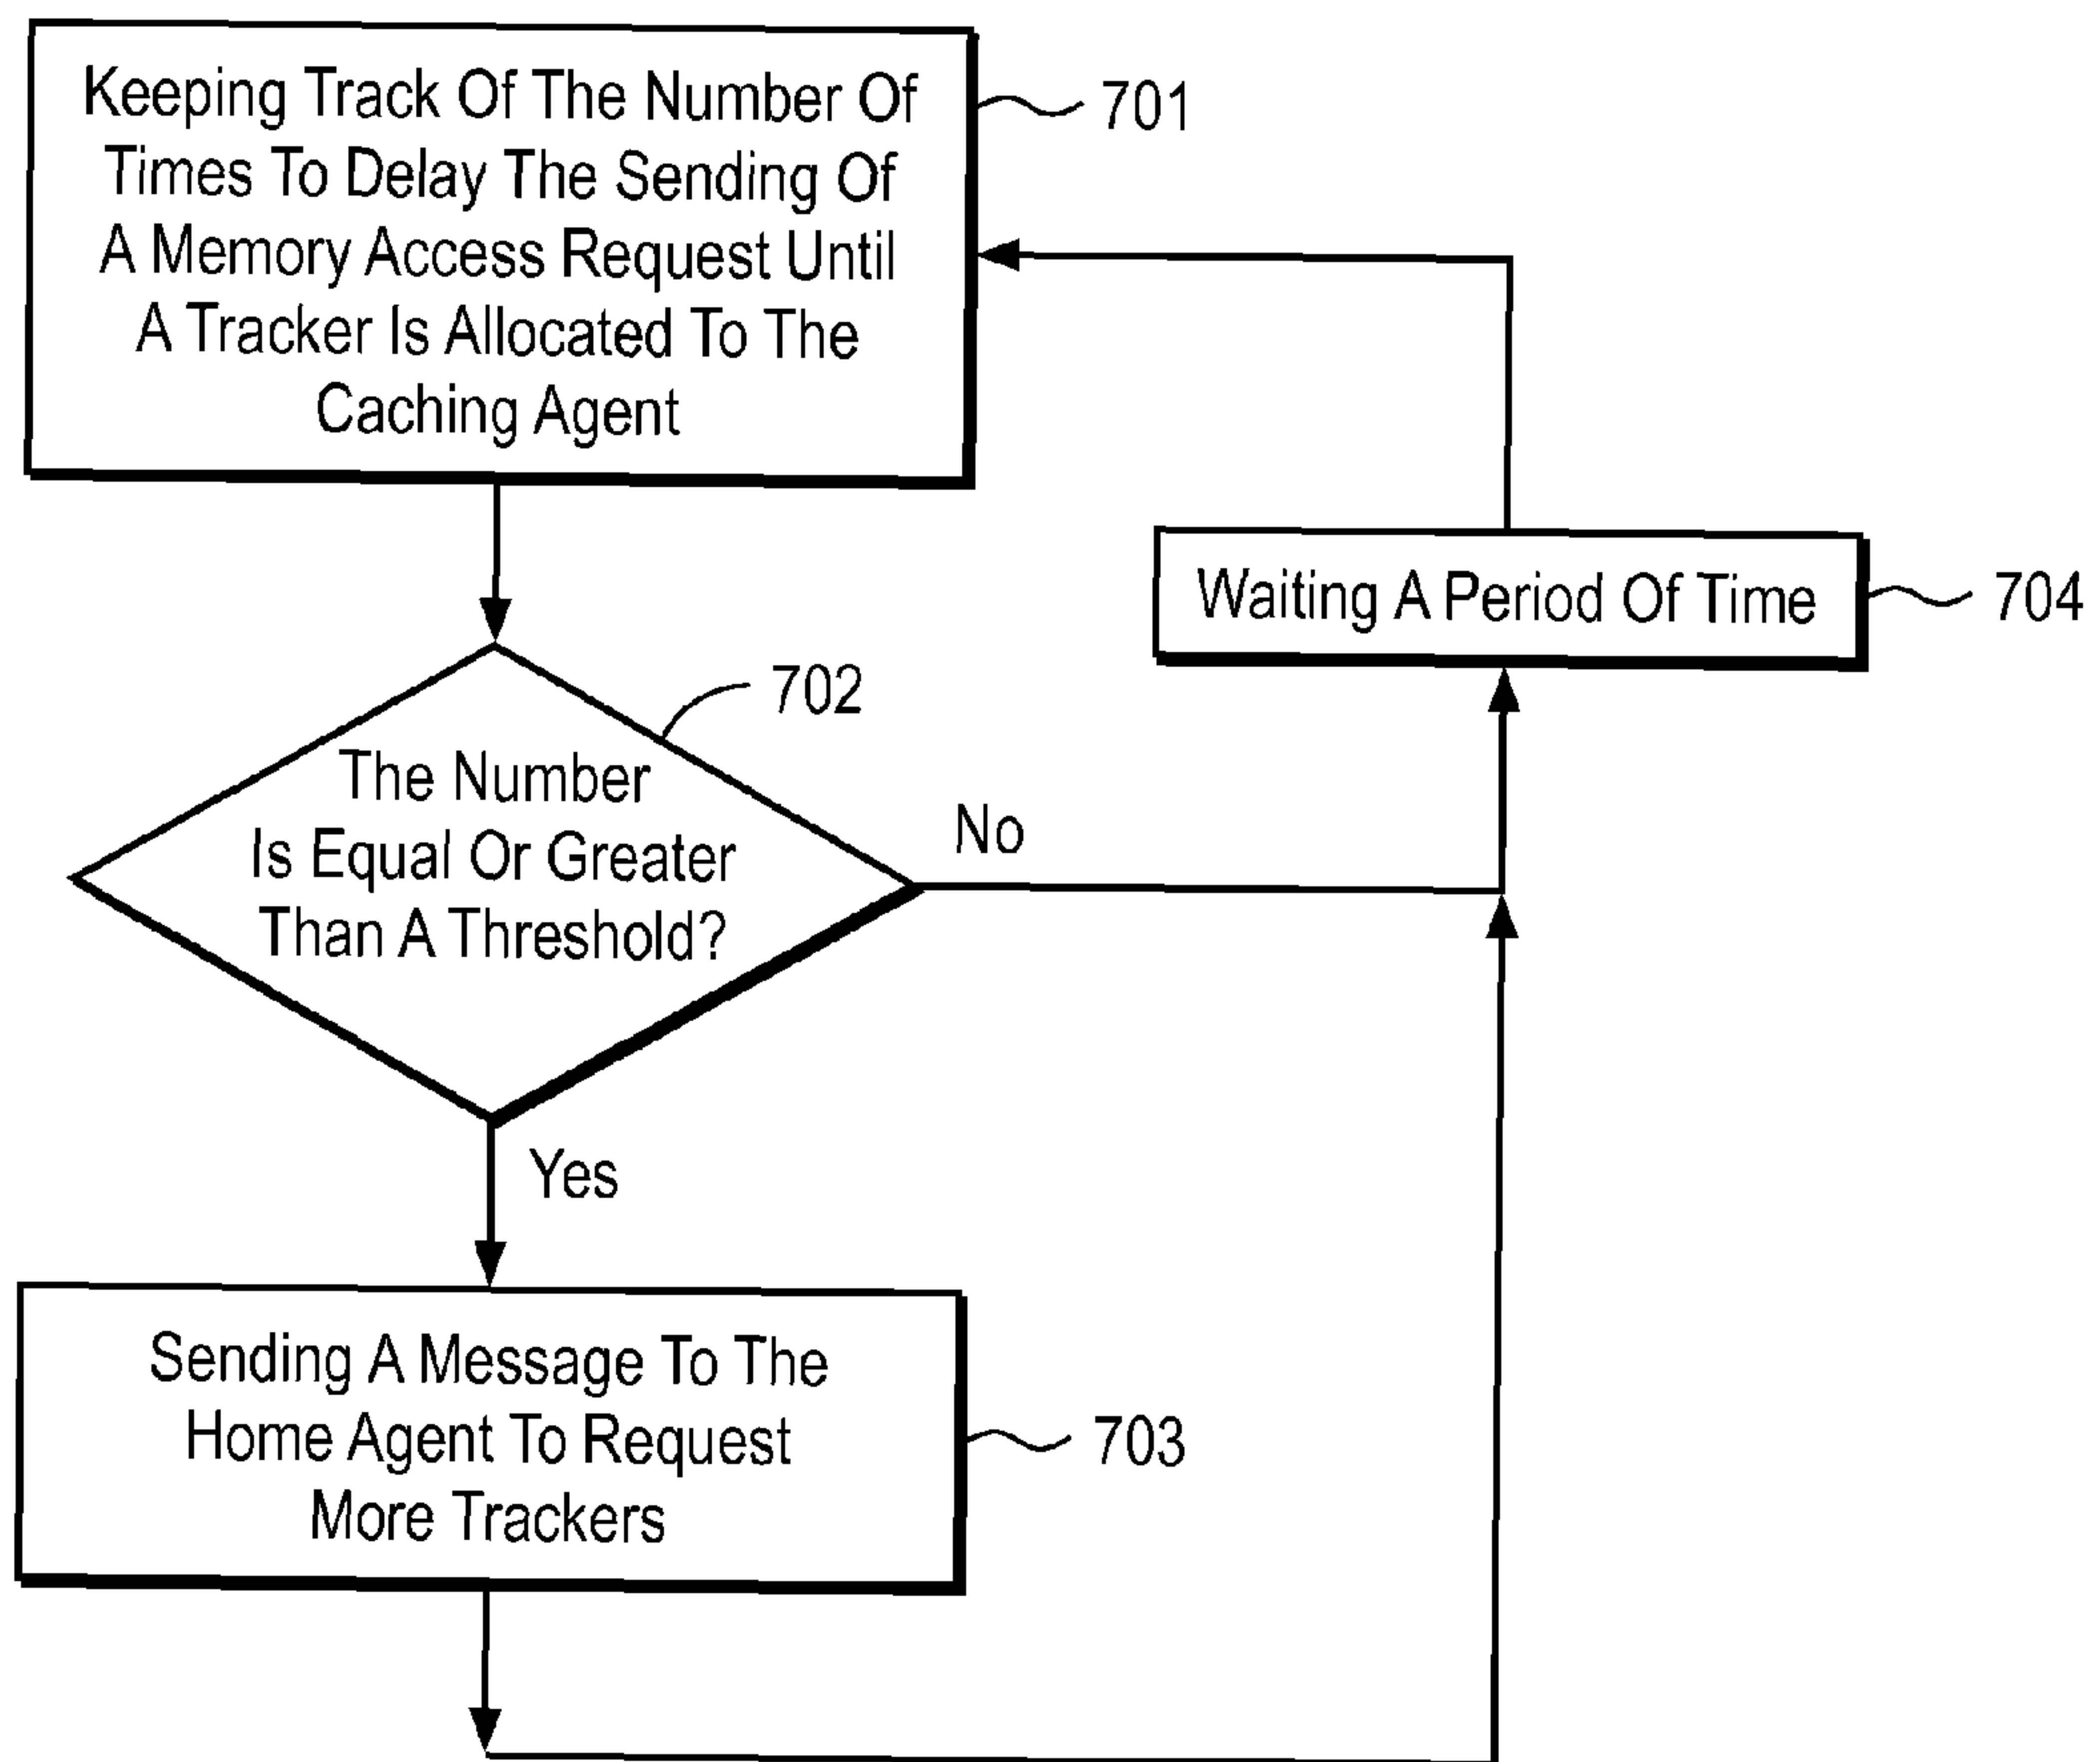 Keeping Track Of The Number Of
Times To Delay The Sending Of
A Memory Access Request Until
A Tracker Is Allocated To The
Caching Agent
701
Waiting A Period Of Time
704
702
The Number
Is Equal Or Greater
Than A Threshold?
No
Yes
Sending A Message To The
Home Agent To Request
More Trackers
703